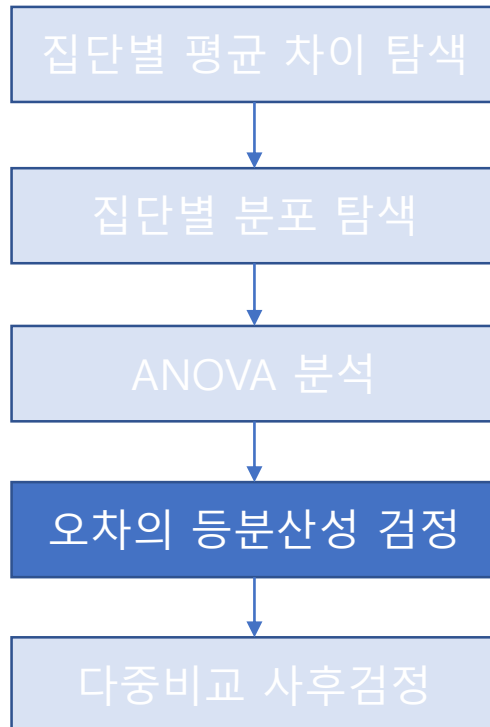 집단별 평균 차이 탐색
집단별 분포 탐색
ANOVA 분석
오차의 등분산성 검정
다중비교 사후검정